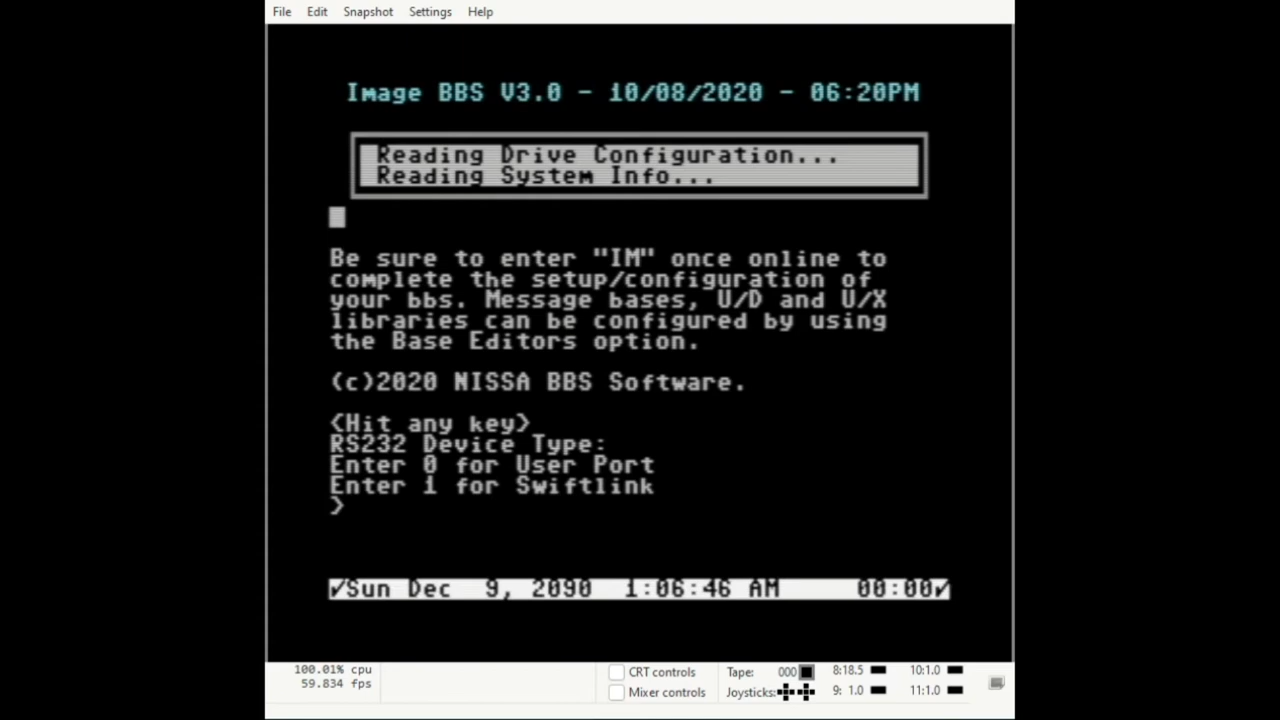 File Edit Snapshot Settings Help
Image BBS V3.0 - 10/08/2020 - 06:20PM
Reading Drive Configuration...
Reading System Info...
Be sure to enter "IM" once online to
complete the setup/configuration of
your bbs. Message bases, U/D and U/X
libraries can be configured by using
the Base Editors option.
(c)2020 NISSA BBS Software.
<Hit any key>
RS232 Device Type:
Enter 0 for User Port
Enter 1 for Swiftlink
>
✓Sun Dec  9, 2090  1:06:46 AM     00:00✓
100.01% cpu CRT controls Tape: 000 8:18.5 10:1.0
59.834 fps Mixer controls Joysticks: 9: 1.0 11:1.0